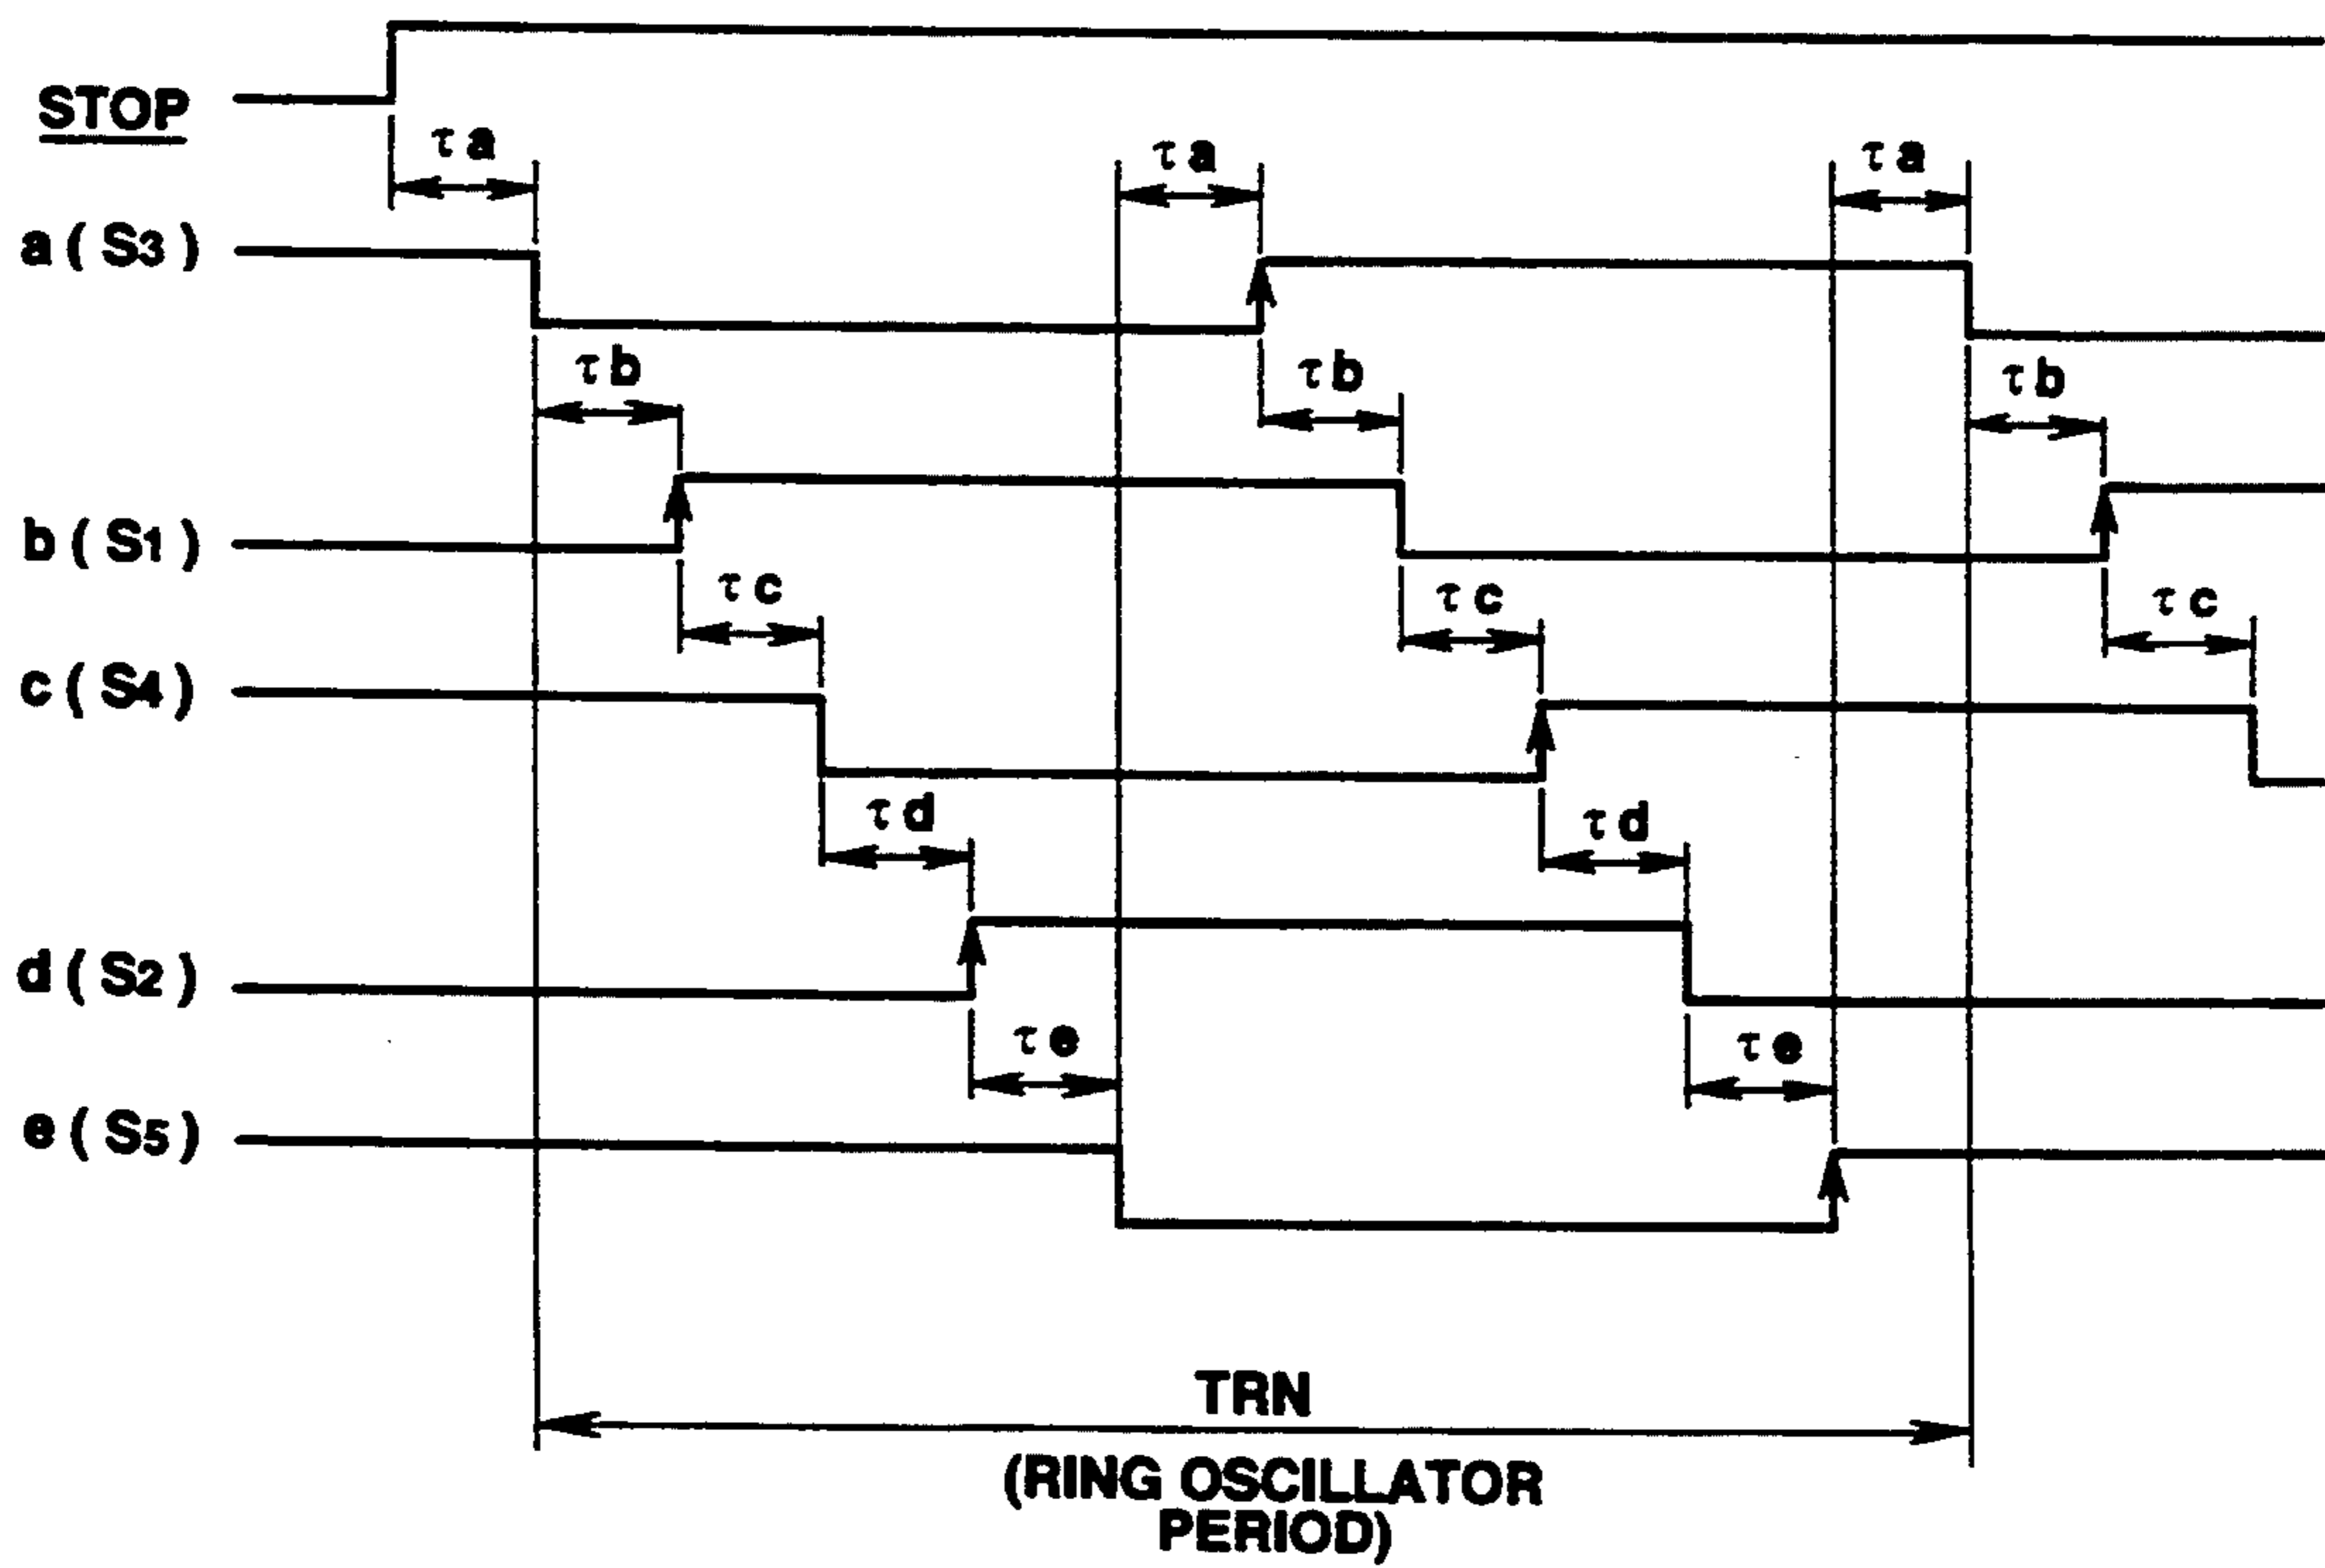 STOP
τa
τa
τa
a ( S3 )
τb
τb
τb
b ( S1 )
τc
τc
τc
c ( S4 )
τd
τd
d ( S2 )
τe
τe
e ( S5 )
TRN
(RING OSCILLATOR
PERIOD)